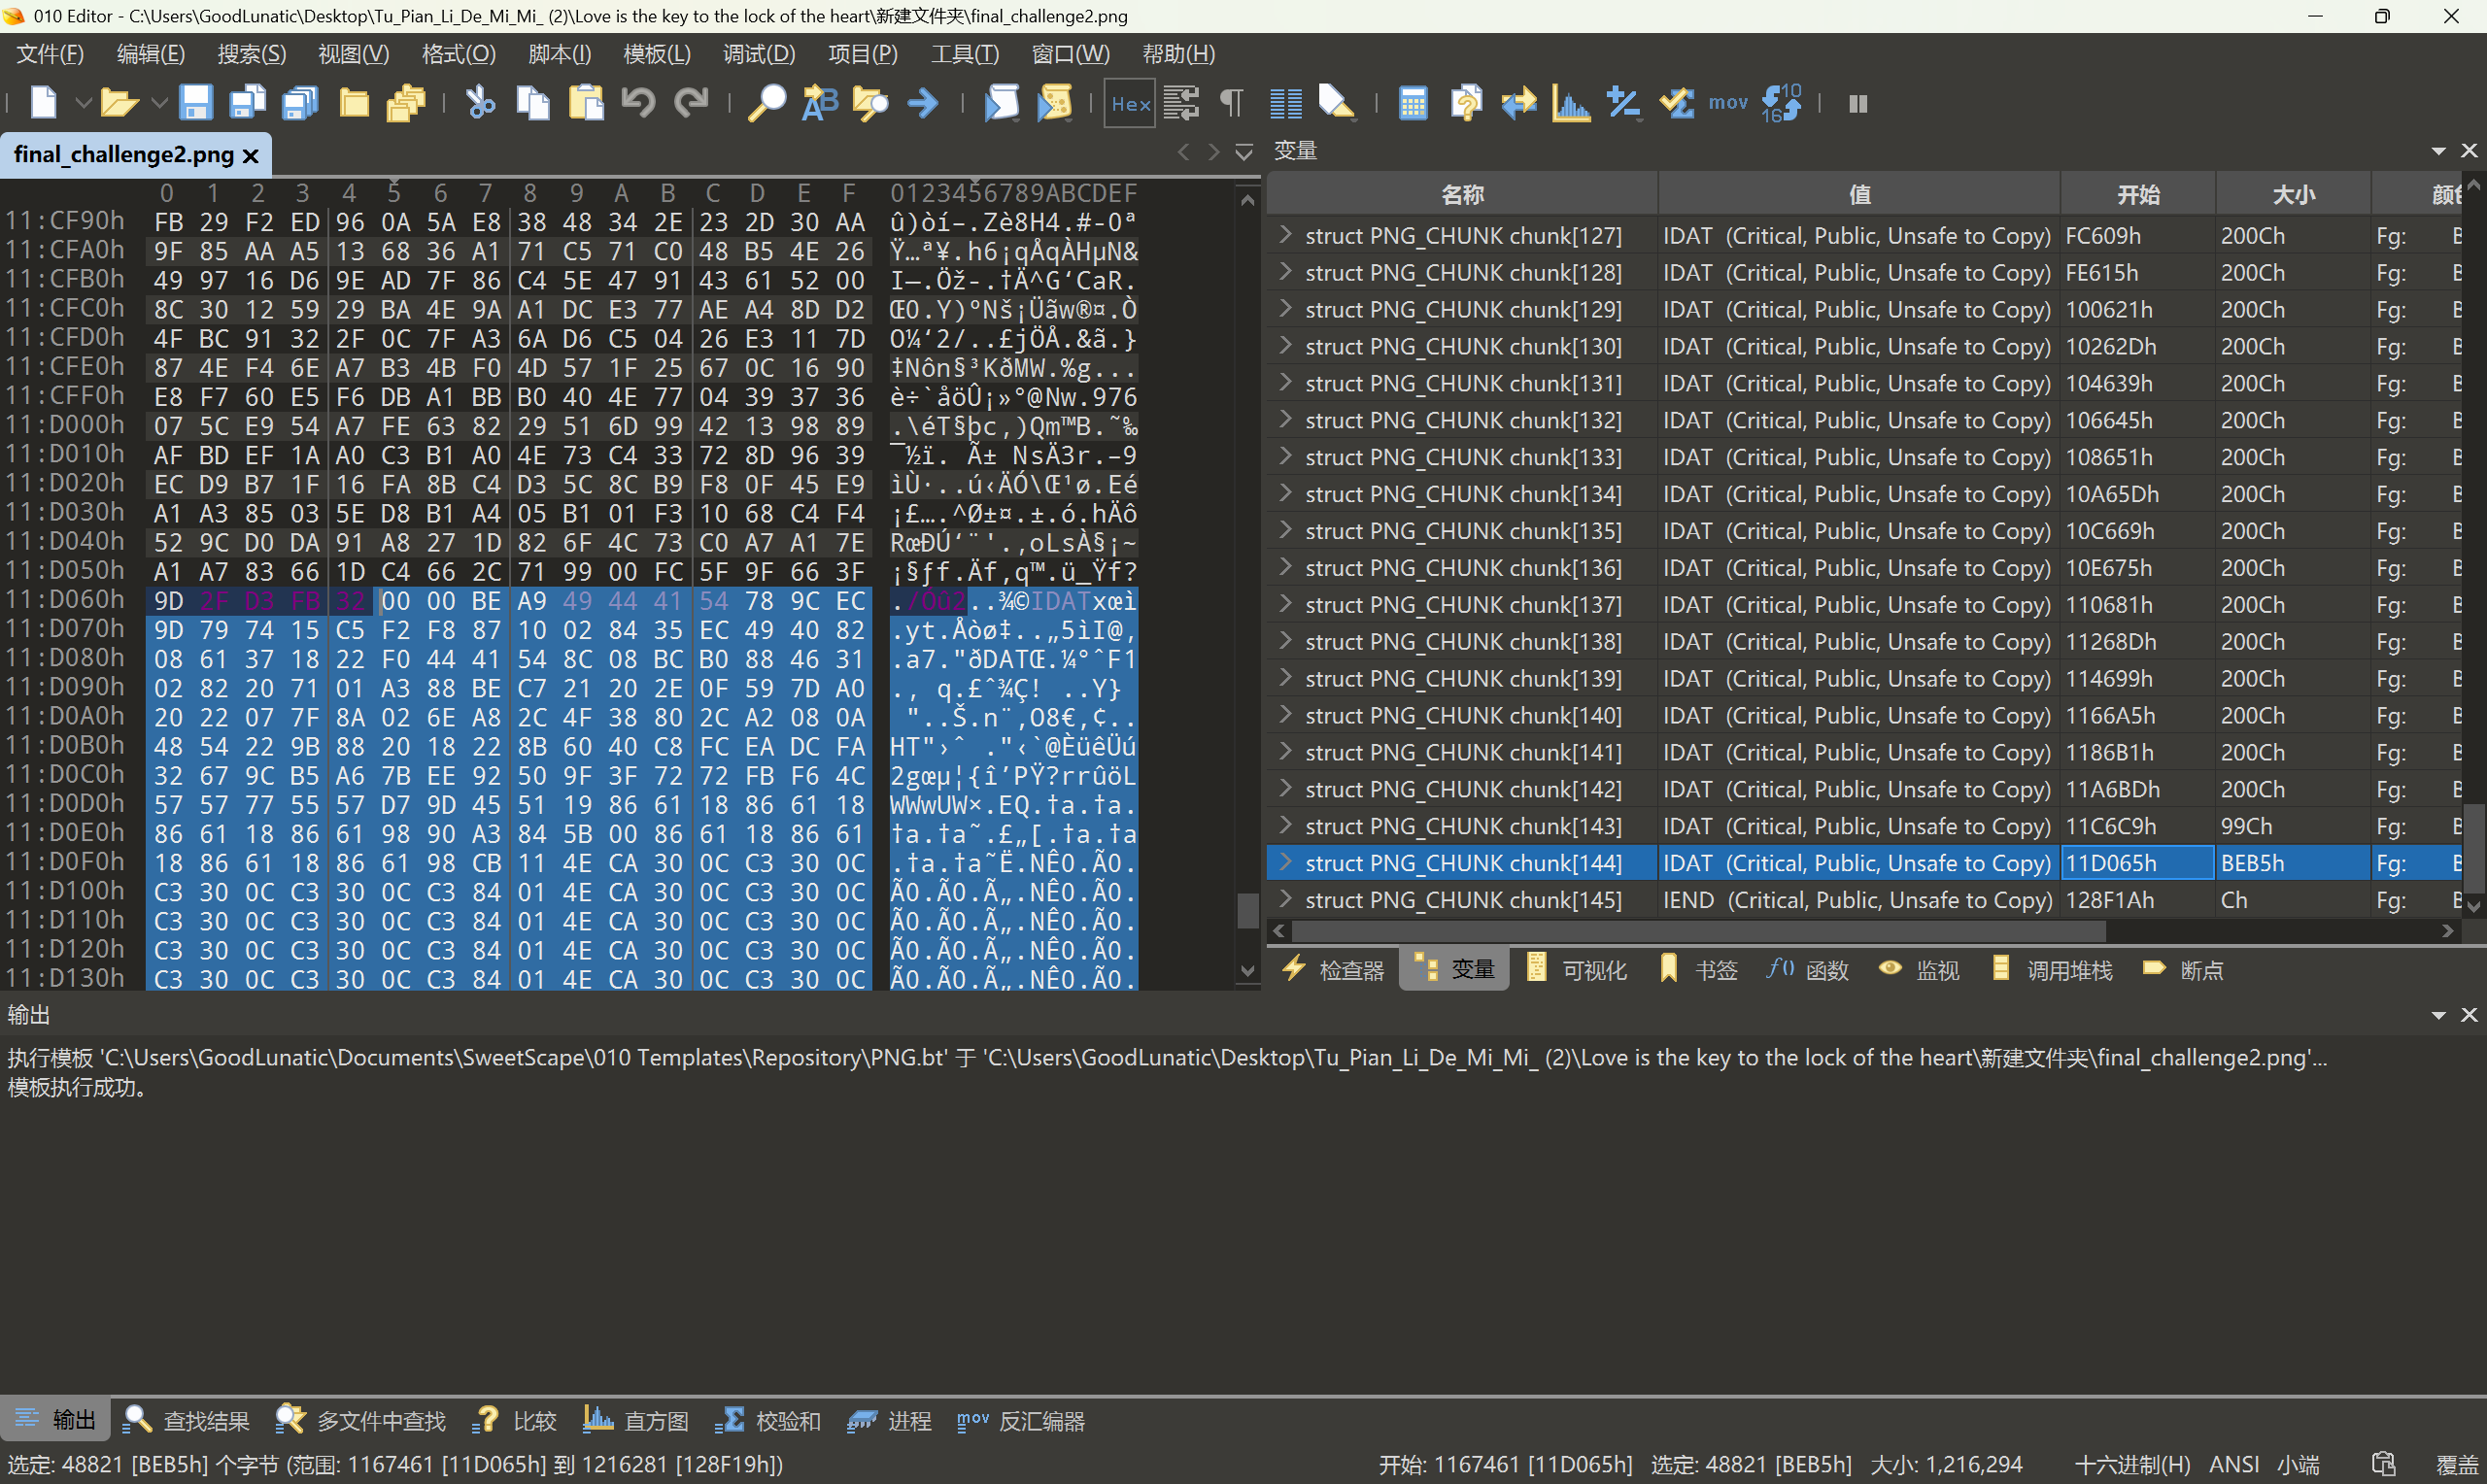 010 Editor - C:\Users\GoodLunatic\Desktop\Tu_Pian_Li_De_Mi_Mi_ (2)\Love is the key to the lock of the heart\新建文件夹\final_challenge2.png
文件(F) 编辑(E) 搜索(S) 视图(V) 格式(O) 脚本(I) 模板(L) 调试(D) 项目(P) 工具(T) 窗口(W) 帮助(H)
Hex mov
final_challenge2.png
0 1 2 3 4 5 6 7 8 9 A B C D E F 0123456789ABCDEF
11:CF90h FB 29 F2 ED 96 0A 5A E8 38 48 34 2E 23 2D 30 AA û)òí–.Zè8H4.#-0ª
11:CFA0h 9F 85 AA A5 13 68 36 A1 71 C5 71 C0 48 B5 4E 26 Ÿ…ª¥.h6¡qÅqÀHµN&
11:CFB0h 49 97 16 D6 9E AD 7F 86 C4 5E 47 91 43 61 52 00 I—.Öž-.†Ä^G‘CaR.
11:CFC0h 8C 30 12 59 29 BA 4E 9A A1 DC E3 77 AE A4 8D D2 Œ0.Y)ºNš¡Üãw®¤.Ò
11:CFD0h 4F BC 91 32 2F 0C 7F A3 6A D6 C5 04 26 E3 11 7D O¼‘2/..£jÖÅ.&ã.}
11:CFE0h 87 4E F4 6E A7 B3 4B F0 4D 57 1F 25 67 0C 16 90 ‡Nôn§³KðMW.%g...
11:CFF0h E8 F7 60 E5 F6 DB A1 BB B0 40 4E 77 04 39 37 36 è÷`åöÛ¡»°@Nw.976
11:D000h 07 5C E9 54 A7 FE 63 82 29 51 6D 99 42 13 98 89 .\éT§þc‚)Qm™B.˜‰
11:D010h AF BD EF 1A A0 C3 B1 A0 4E 73 C4 33 72 8D 96 39 ¯½ï. Ã± NsÄ3r.–9
11:D020h EC D9 B7 1F 16 FA 8B C4 D3 5C 8C B9 F8 0F 45 E9 ìÙ·..ú‹ÄÓ\Œ¹ø.Eé
11:D030h A1 A3 85 03 5E D8 B1 A4 05 B1 01 F3 10 68 C4 F4 ¡£….^Ø±¤.±.ó.hÄô
11:D040h 52 9C D0 DA 91 A8 27 1D 82 6F 4C 73 C0 A7 A1 7E RœÐÚ‘¨'.‚oLsÀ§¡~
11:D050h A1 A7 83 66 1D C4 66 2C 71 99 00 FC 5F 9F 66 3F ¡§ƒf.Äf,q™.ü_Ÿf?
11:D060h 9D 2F D3 FB 32 00 00 BE A9 49 44 41 54 78 9C EC ./Óû2..¾©IDATxœì
11:D070h 9D 79 74 15 C5 F2 F8 87 10 02 84 35 EC 49 40 82 .yt.Åòø‡..„5ìI@‚
11:D080h 08 61 37 18 22 F0 44 41 54 8C 08 BC B0 88 46 31 .a7."ðDATŒ.¼°ˆF1
11:D090h 02 82 20 71 01 A3 88 BE C7 21 20 2E 0F 59 7D A0 .‚ q.£ˆ¾Ç! ..Y}
11:D0A0h 20 22 07 7F 8A 02 6E A8 2C 4F 38 80 2C A2 08 0A  "..Š.n¨,O8€,¢..
11:D0B0h 48 54 22 9B 88 20 18 22 8B 60 40 C8 FC EA DC FA HT"›ˆ ."‹`@ÈüêÜú
11:D0C0h 32 67 9C B5 A6 7B EE 92 50 9F 3F 72 72 FB F6 4C 2gœµ¦{î’PŸ?rrûöL
11:D0D0h 57 57 77 55 57 D7 9D 45 51 19 86 61 18 86 61 18 WWwUW×.EQ.†a.†a.
11:D0E0h 86 61 18 86 61 98 90 A3 84 5B 00 86 61 18 86 61 †a.†a˜.£„[.†a.†a
11:D0F0h 18 86 61 18 86 61 98 CB 11 4E CA 30 0C C3 30 0C .†a.†a˜Ë.NÊ0.Ã0.
11:D100h C3 30 0C C3 30 0C C3 84 01 4E CA 30 0C C3 30 0C Ã0.Ã0.Ã„.NÊ0.Ã0.
11:D110h C3 30 0C C3 30 0C C3 84 01 4E CA 30 0C C3 30 0C Ã0.Ã0.Ã„.NÊ0.Ã0.
11:D120h C3 30 0C C3 30 0C C3 84 01 4E CA 30 0C C3 30 0C Ã0.Ã0.Ã„.NÊ0.Ã0.
11:D130h C3 30 0C C3 30 0C C3 84 01 4E CA 30 0C C3 30 0C Ã0.Ã0.Ã„.NÊ0.Ã0.
变量
名称 值 开始 大小
struct PNG_CHUNK chunk[127] IDAT (Critical, Public, Unsafe to Copy) FC609h 200Ch Fg:
struct PNG_CHUNK chunk[128] IDAT (Critical, Public, Unsafe to Copy) FE615h 200Ch Fg:
struct PNG_CHUNK chunk[129] IDAT (Critical, Public, Unsafe to Copy) 100621h 200Ch Fg:
struct PNG_CHUNK chunk[130] IDAT (Critical, Public, Unsafe to Copy) 10262Dh 200Ch Fg:
struct PNG_CHUNK chunk[131] IDAT (Critical, Public, Unsafe to Copy) 104639h 200Ch Fg:
struct PNG_CHUNK chunk[132] IDAT (Critical, Public, Unsafe to Copy) 106645h 200Ch Fg:
struct PNG_CHUNK chunk[133] IDAT (Critical, Public, Unsafe to Copy) 108651h 200Ch Fg:
struct PNG_CHUNK chunk[134] IDAT (Critical, Public, Unsafe to Copy) 10A65Dh 200Ch Fg:
struct PNG_CHUNK chunk[135] IDAT (Critical, Public, Unsafe to Copy) 10C669h 200Ch Fg:
struct PNG_CHUNK chunk[136] IDAT (Critical, Public, Unsafe to Copy) 10E675h 200Ch Fg:
struct PNG_CHUNK chunk[137] IDAT (Critical, Public, Unsafe to Copy) 110681h 200Ch Fg:
struct PNG_CHUNK chunk[138] IDAT (Critical, Public, Unsafe to Copy) 11268Dh 200Ch Fg:
struct PNG_CHUNK chunk[139] IDAT (Critical, Public, Unsafe to Copy) 114699h 200Ch Fg:
struct PNG_CHUNK chunk[140] IDAT (Critical, Public, Unsafe to Copy) 1166A5h 200Ch Fg:
struct PNG_CHUNK chunk[141] IDAT (Critical, Public, Unsafe to Copy) 1186B1h 200Ch Fg:
struct PNG_CHUNK chunk[142] IDAT (Critical, Public, Unsafe to Copy) 11A6BDh 200Ch Fg:
struct PNG_CHUNK chunk[143] IDAT (Critical, Public, Unsafe to Copy) 11C6C9h 99Ch Fg:
struct PNG_CHUNK chunk[144] IDAT (Critical, Public, Unsafe to Copy) 11D065h BEB5h Fg:
struct PNG_CHUNK chunk[145] IEND (Critical, Public, Unsafe to Copy) 128F1Ah Ch Fg:
检查器 变量 可视化 书签 函数 监视 调用堆栈 断点
输出
执行模板 'C:\Users\GoodLunatic\Documents\SweetScape\010 Templates\Repository\PNG.bt' 于 'C:\Users\GoodLunatic\Desktop\Tu_Pian_Li_De_Mi_Mi_ (2)\Love is the key to the lock of the heart\新建文件夹\final_challenge2.png'...
模板执行成功。
输出 查找结果 多文件中查找 比较 直方图 校验和 进程 mov 反汇编器
选定: 48821 [BEB5h] 个字节 (范围: 1167461 [11D065h] 到 1216281 [128F19h]) 开始: 1167461 [11D065h] 选定: 48821 [BEB5h] 大小: 1,216,294 十六进制(H) ANSI 小端 覆盖